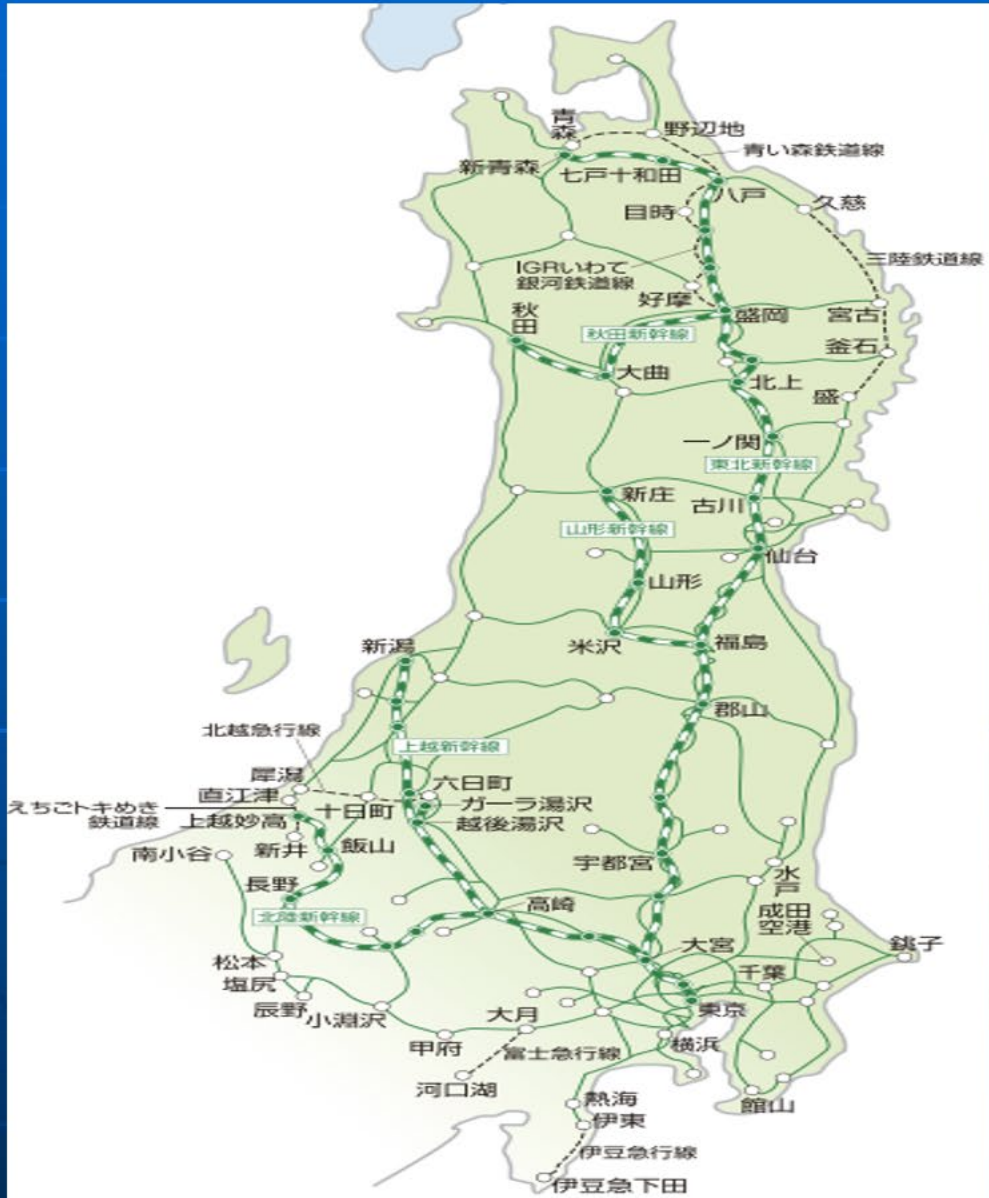 青森
野辺地
青い森鉄道線
新青森
七戸十和田
八戸
目時
久慈
三陸鉄道線
IGRいわて
銀河鉄道線
好摩
盛岡
宮古
秋田
秋田新幹線
釜石
大曲
北上
盛
一ノ関
東北新幹線
新庄
古川
山形新幹線
仙台
山形
新潟
米沢
福島
郡山
北越急行線
上越新幹線
犀潟
六日町
直江津
十日町
ガーラ湯沢
えちごトキめき
鉄道線
上越妙高
越後湯沢
南小谷
新井
飯山
宇都宮
水戸
長野
高崎
成田
空港
北陸新幹線
大宮
銚子
松本
千葉
塩尻
辰野
小淵沢
大月
東京
甲府
富士急行線
横浜
河口湖
熱海
館山
伊東
伊豆急行線
伊豆急下田